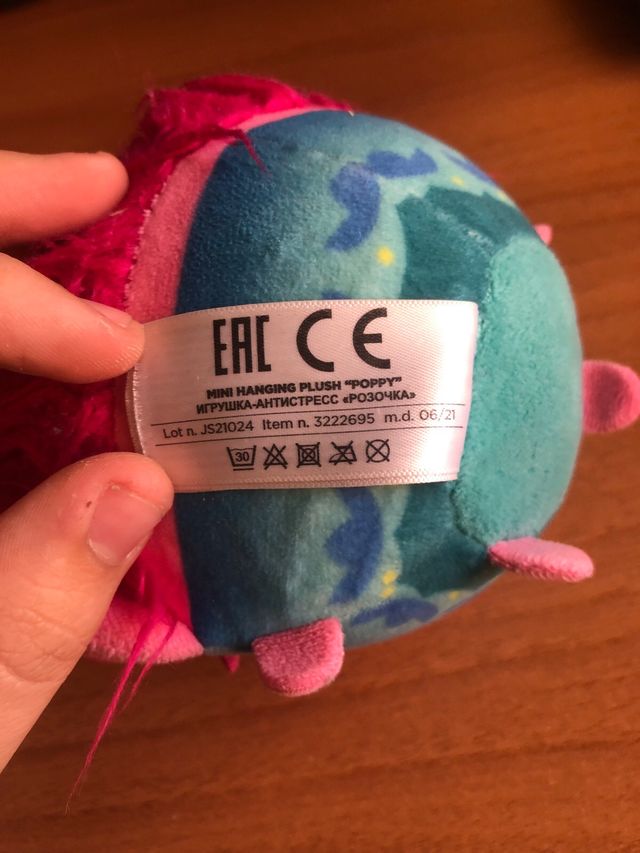 EAC CE
MINI HANGING PLUSH "POPPY"
ИГРУШКА-АНТИСТРЕСС «РОЗОЧКА»
Lot n. JS21024 Item n. 3222695 m.d. 06/21
30